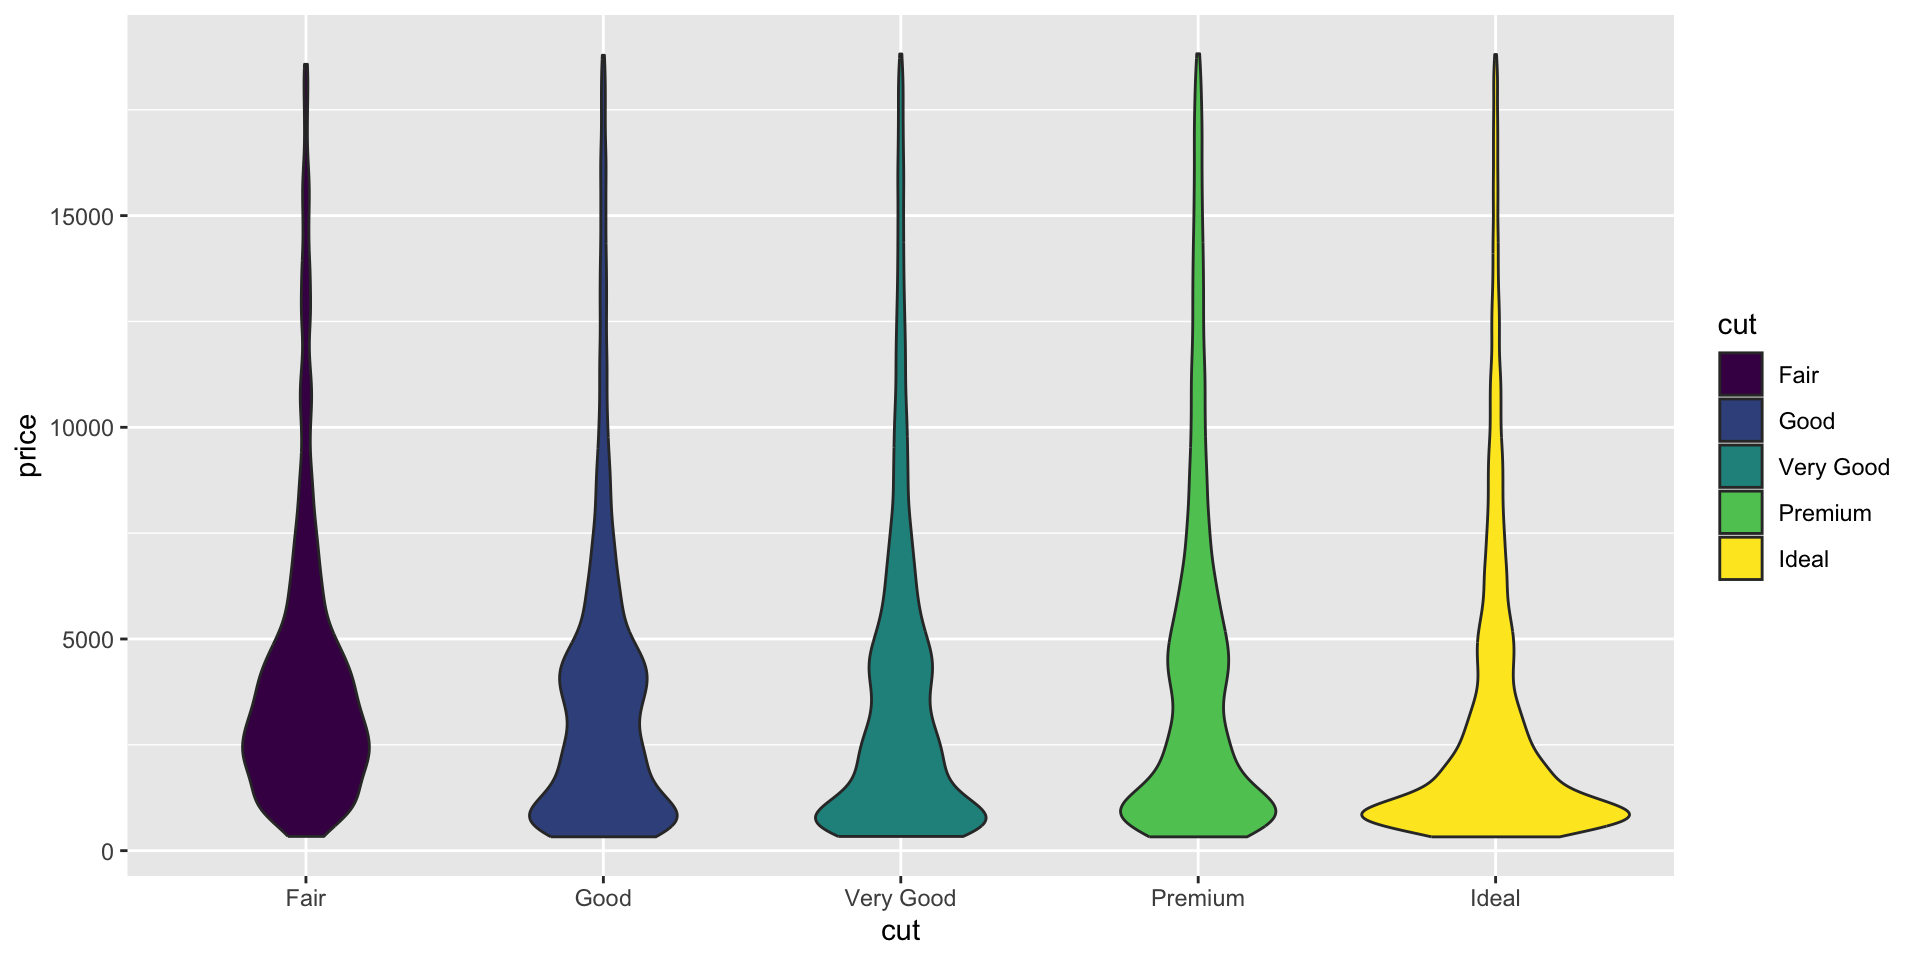 15000
10000
5000
0
price
Fair
Good
Very Good
Premium
Ideal
cut
cut
Fair
Good
Very Good
Premium
Ideal